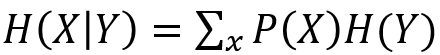 H(X|Y) = ∑ₓ P(X)H(Y)